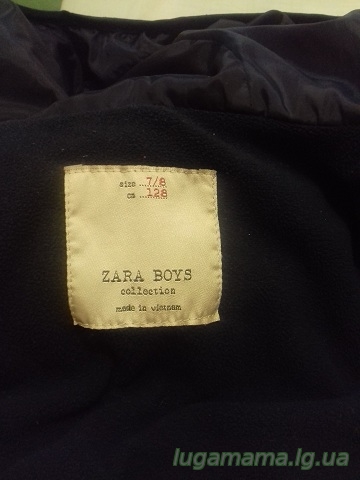 size ....7/8
cm ....128
ZARA BOYS
collection
made in vietnam
lugamama.lg.ua